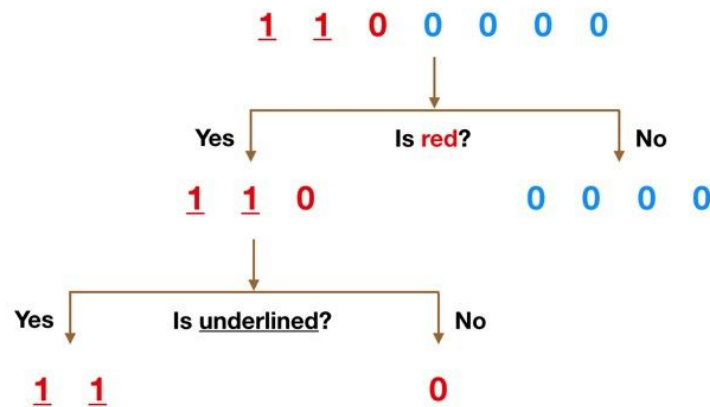 1 1 0 0 0 0 0
Yes Is red? No
1 1 0 0 0 0 0
Yes Is underlined? No
1 1 0